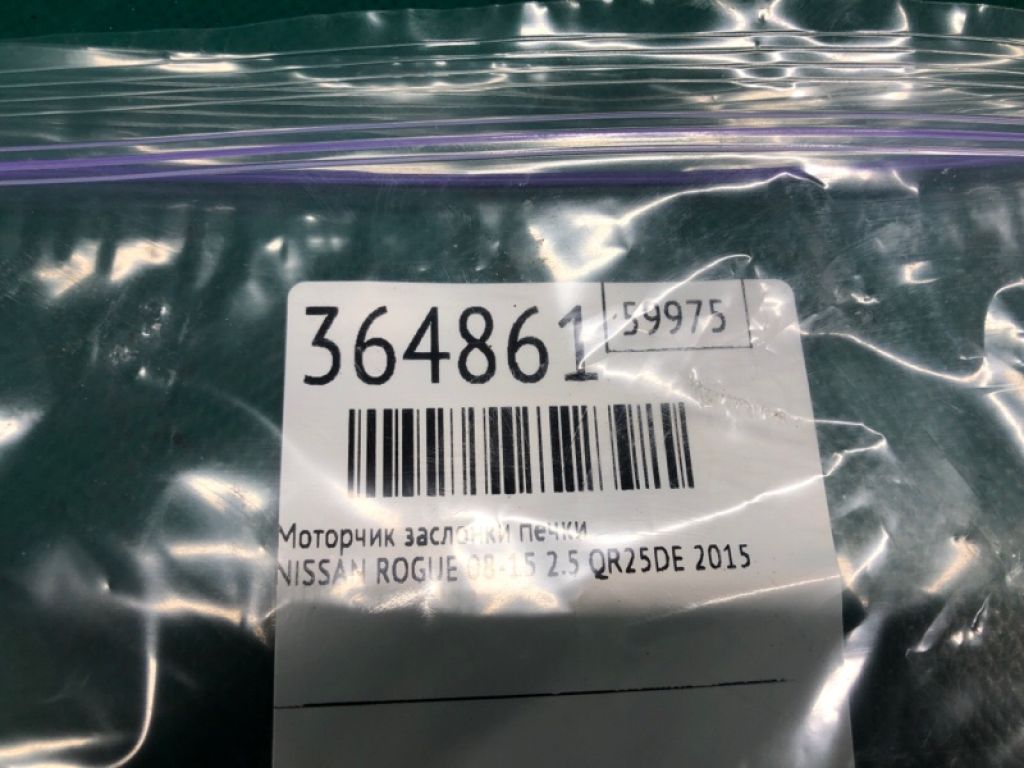 364861
59975
Моторчик заслонки печки
NISSAN ROGUE 08-15 2.5 QR25DE 2015